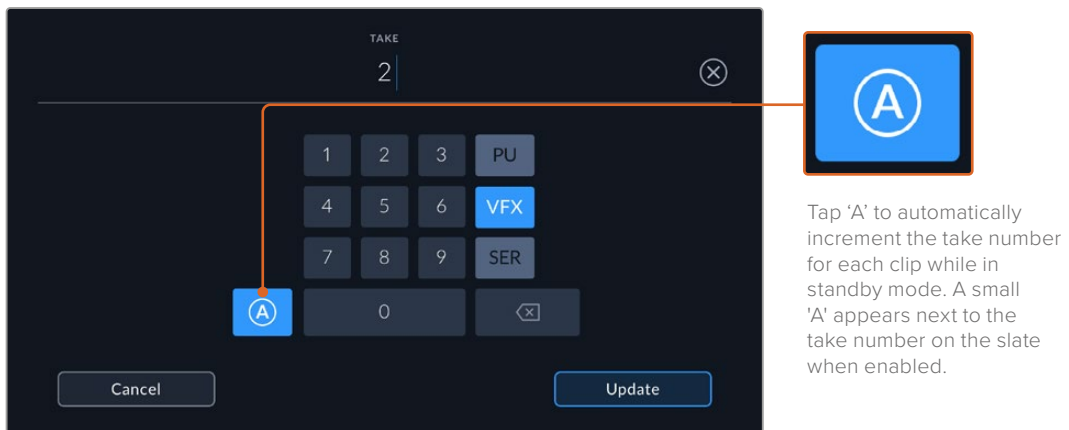 TAKE
2
1 2 3 PU
4 5 6 VFX
7 8 9 SER
A 0
Cancel Update
A
Tap ‘A’ to automatically
increment the take number
for each clip while in
standby mode. A small
'A' appears next to the
take number on the slate
when enabled.